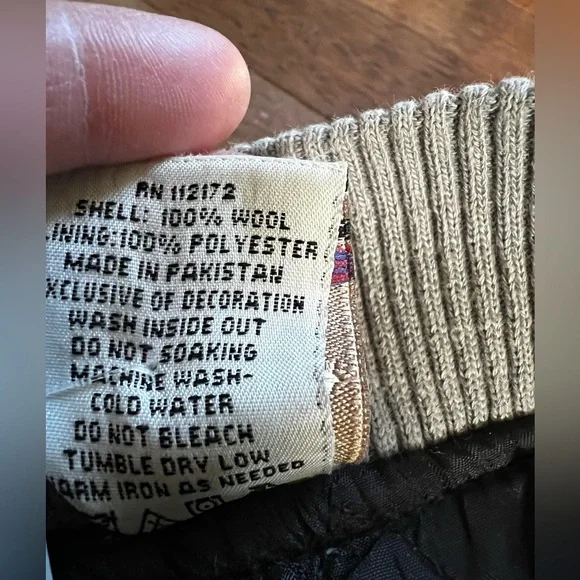 RN 112172
SHELL: 100% WOOL
LINING:100% POLYESTER
MADE IN PAKISTAN
EXCLUSIVE OF DECORATION
WASH INSIDE OUT
DO NOT SOAKING
MACHINE WASH-
COLD WATER
DO NOT BLEACH
TUMBLE DRY LOW
WARM IRON AS NEEDED